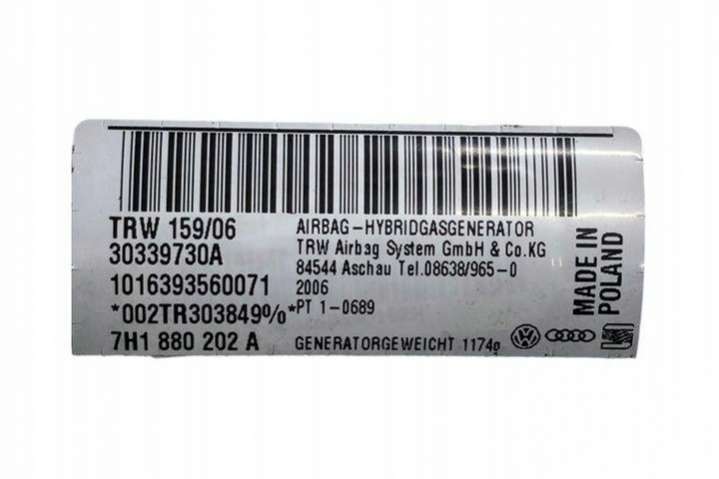 TRW 159/06
30339730A
1016393560071
*002TR303849%*
7H1 880 202 A
AIRBAG-HYBRIDGASGENERATOR
TRW Airbag System GmbH & Co.KG
84544 Aschau Tel.08638/965-0
2006
PT 1-0689
GENERATORGEWEICHT 1174g
MADE IN
POLAND